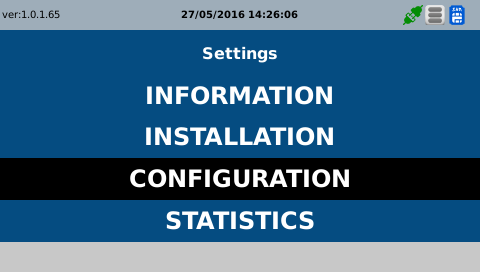 ver:1.0.1.65 27/05/2016 14:26:06
Settings
INFORMATION
INSTALLATION
CONFIGURATION
STATISTICS